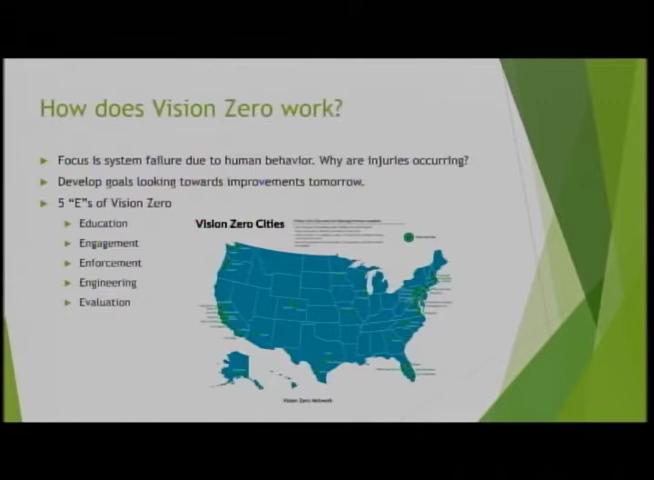 How does Vision Zero work?
Focus is system failure due to human behavior. Why are injuries occurring?
Develop goals looking towards improvements tomorrow.
5 "E"s of Vision Zero
Education
Engagement
Enforcement
Engineering
Evaluation
Vision Zero Cities
Vision Zero Network